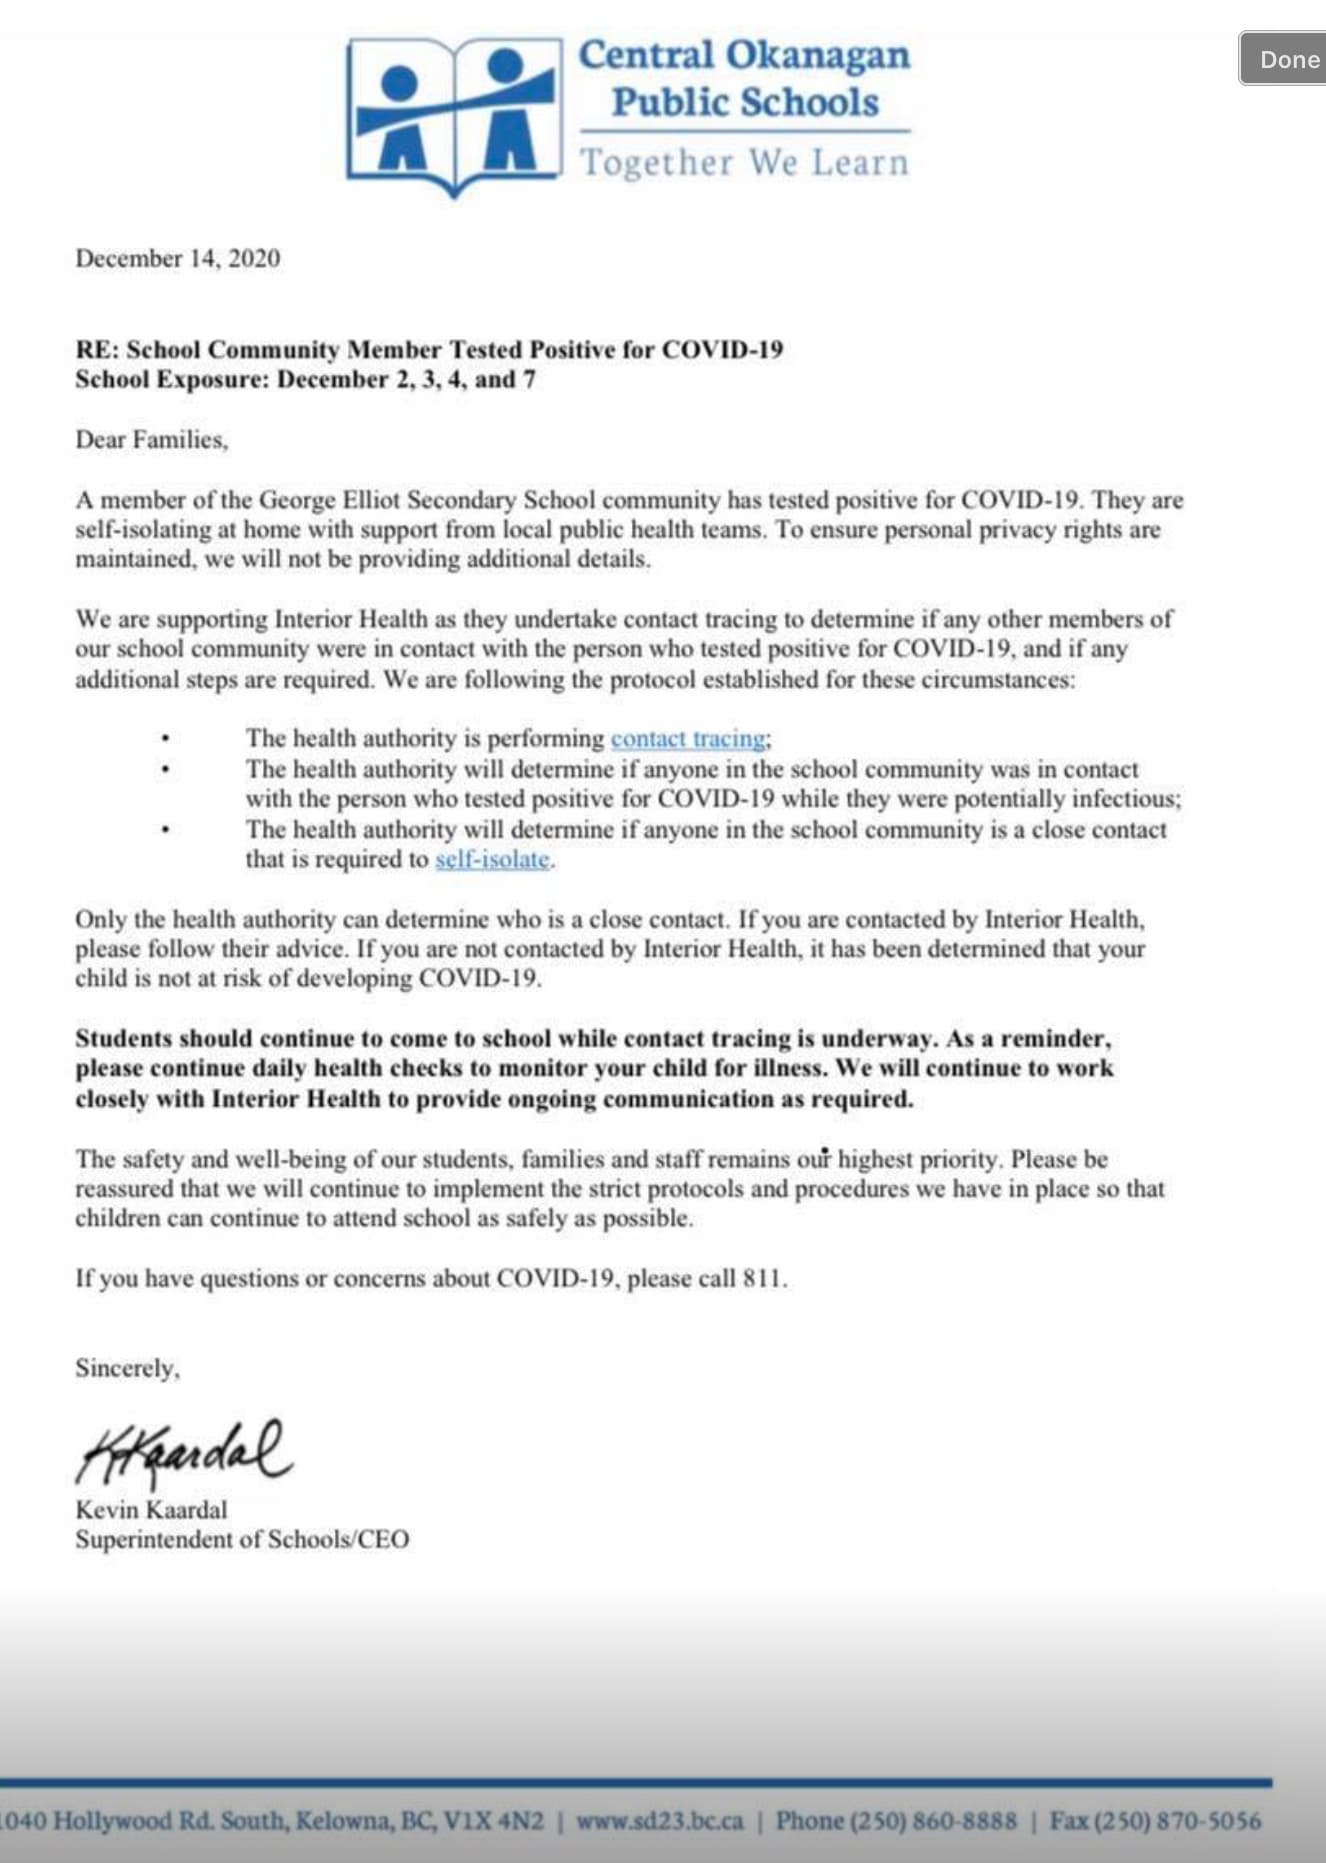 Central Okanagan
Public Schools
Together We Learn
Done
December 14, 2020
RE: School Community Member Tested Positive for COVID-19
School Exposure: December 2, 3, 4, and 7
Dear Families,
A member of the George Elliot Secondary School community has tested positive for COVID-19. They are
self-isolating at home with support from local public health teams. To ensure personal privacy rights are
maintained, we will not be providing additional details.
We are supporting Interior Health as they undertake contact tracing to determine if any other members of
our school community were in contact with the person who tested positive for COVID-19, and if any
additional steps are required. We are following the protocol established for these circumstances:
• The health authority is performing contact tracing;
• The health authority will determine if anyone in the school community was in contact
with the person who tested positive for COVID-19 while they were potentially infectious;
• The health authority will determine if anyone in the school community is a close contact
that is required to self-isolate.
Only the health authority can determine who is a close contact. If you are contacted by Interior Health,
please follow their advice. If you are not contacted by Interior Health, it has been determined that your
child is not at risk of developing COVID-19.
Students should continue to come to school while contact tracing is underway. As a reminder,
please continue daily health checks to monitor your child for illness. We will continue to work
closely with Interior Health to provide ongoing communication as required.
The safety and well-being of our students, families and staff remains our highest priority. Please be
reassured that we will continue to implement the strict protocols and procedures we have in place so that
children can continue to attend school as safely as possible.
If you have questions or concerns about COVID-19, please call 811.
Sincerely,
KKaardal
Kevin Kaardal
Superintendent of Schools/CEO
1040 Hollywood Rd. South, Kelowna, BC, V1X 4N2 | www.sd23.bc.ca | Phone (250) 860-8888 | Fax (250) 870-5056